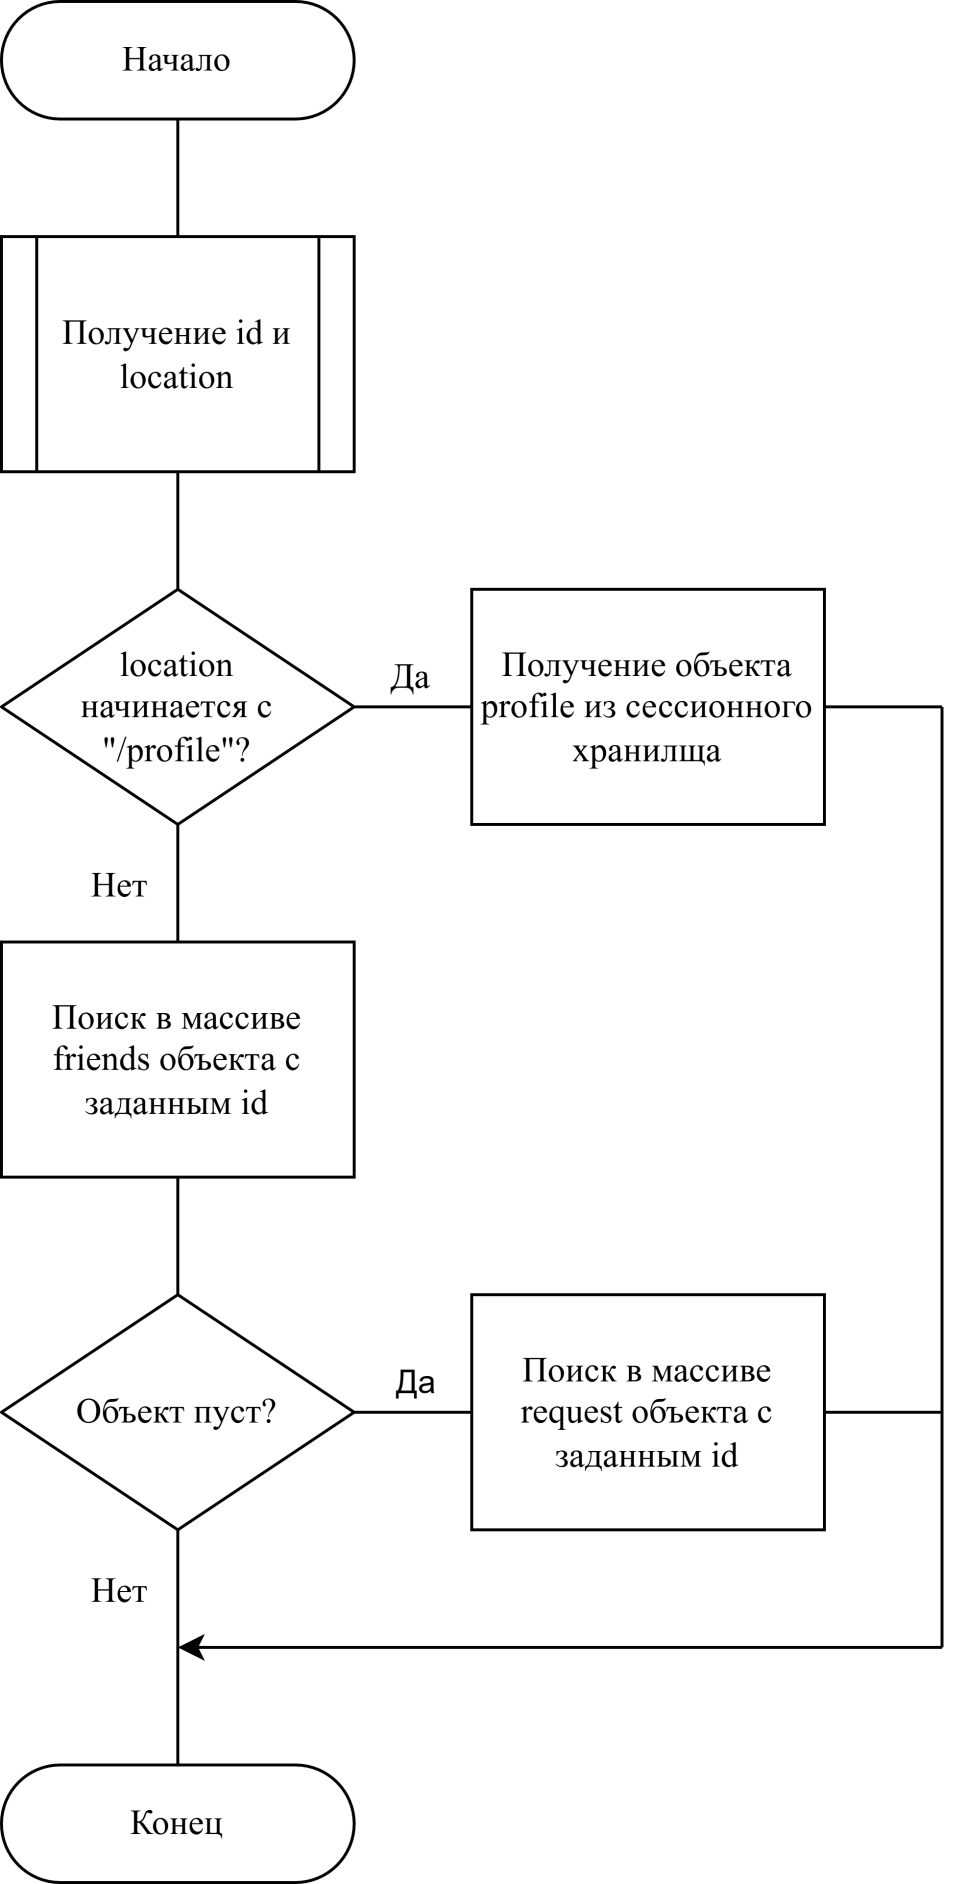 Начало
Получение id и
location
location
начинается с
"/profile"?
Да
Получение объекта
profile из сессионного
хранилща
Нет
Поиск в массиве
friends объекта с
заданным id
Объект пуст?
Да
Поиск в массиве
request объекта с
заданным id
Нет
Конец